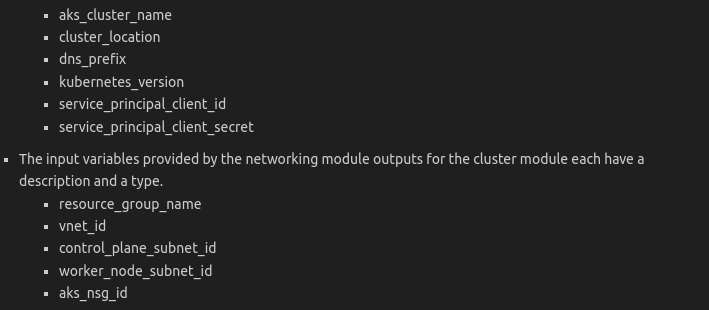 aks_cluster_name
cluster_location
dns_prefix
kubernetes_version
service_principal_client_id
service_principal_client_secret
The input variables provided by the networking module outputs for the cluster module each have a
description and a type.
resource_group_name
vnet_id
control_plane_subnet_id
worker_node_subnet_id
aks_nsg_id